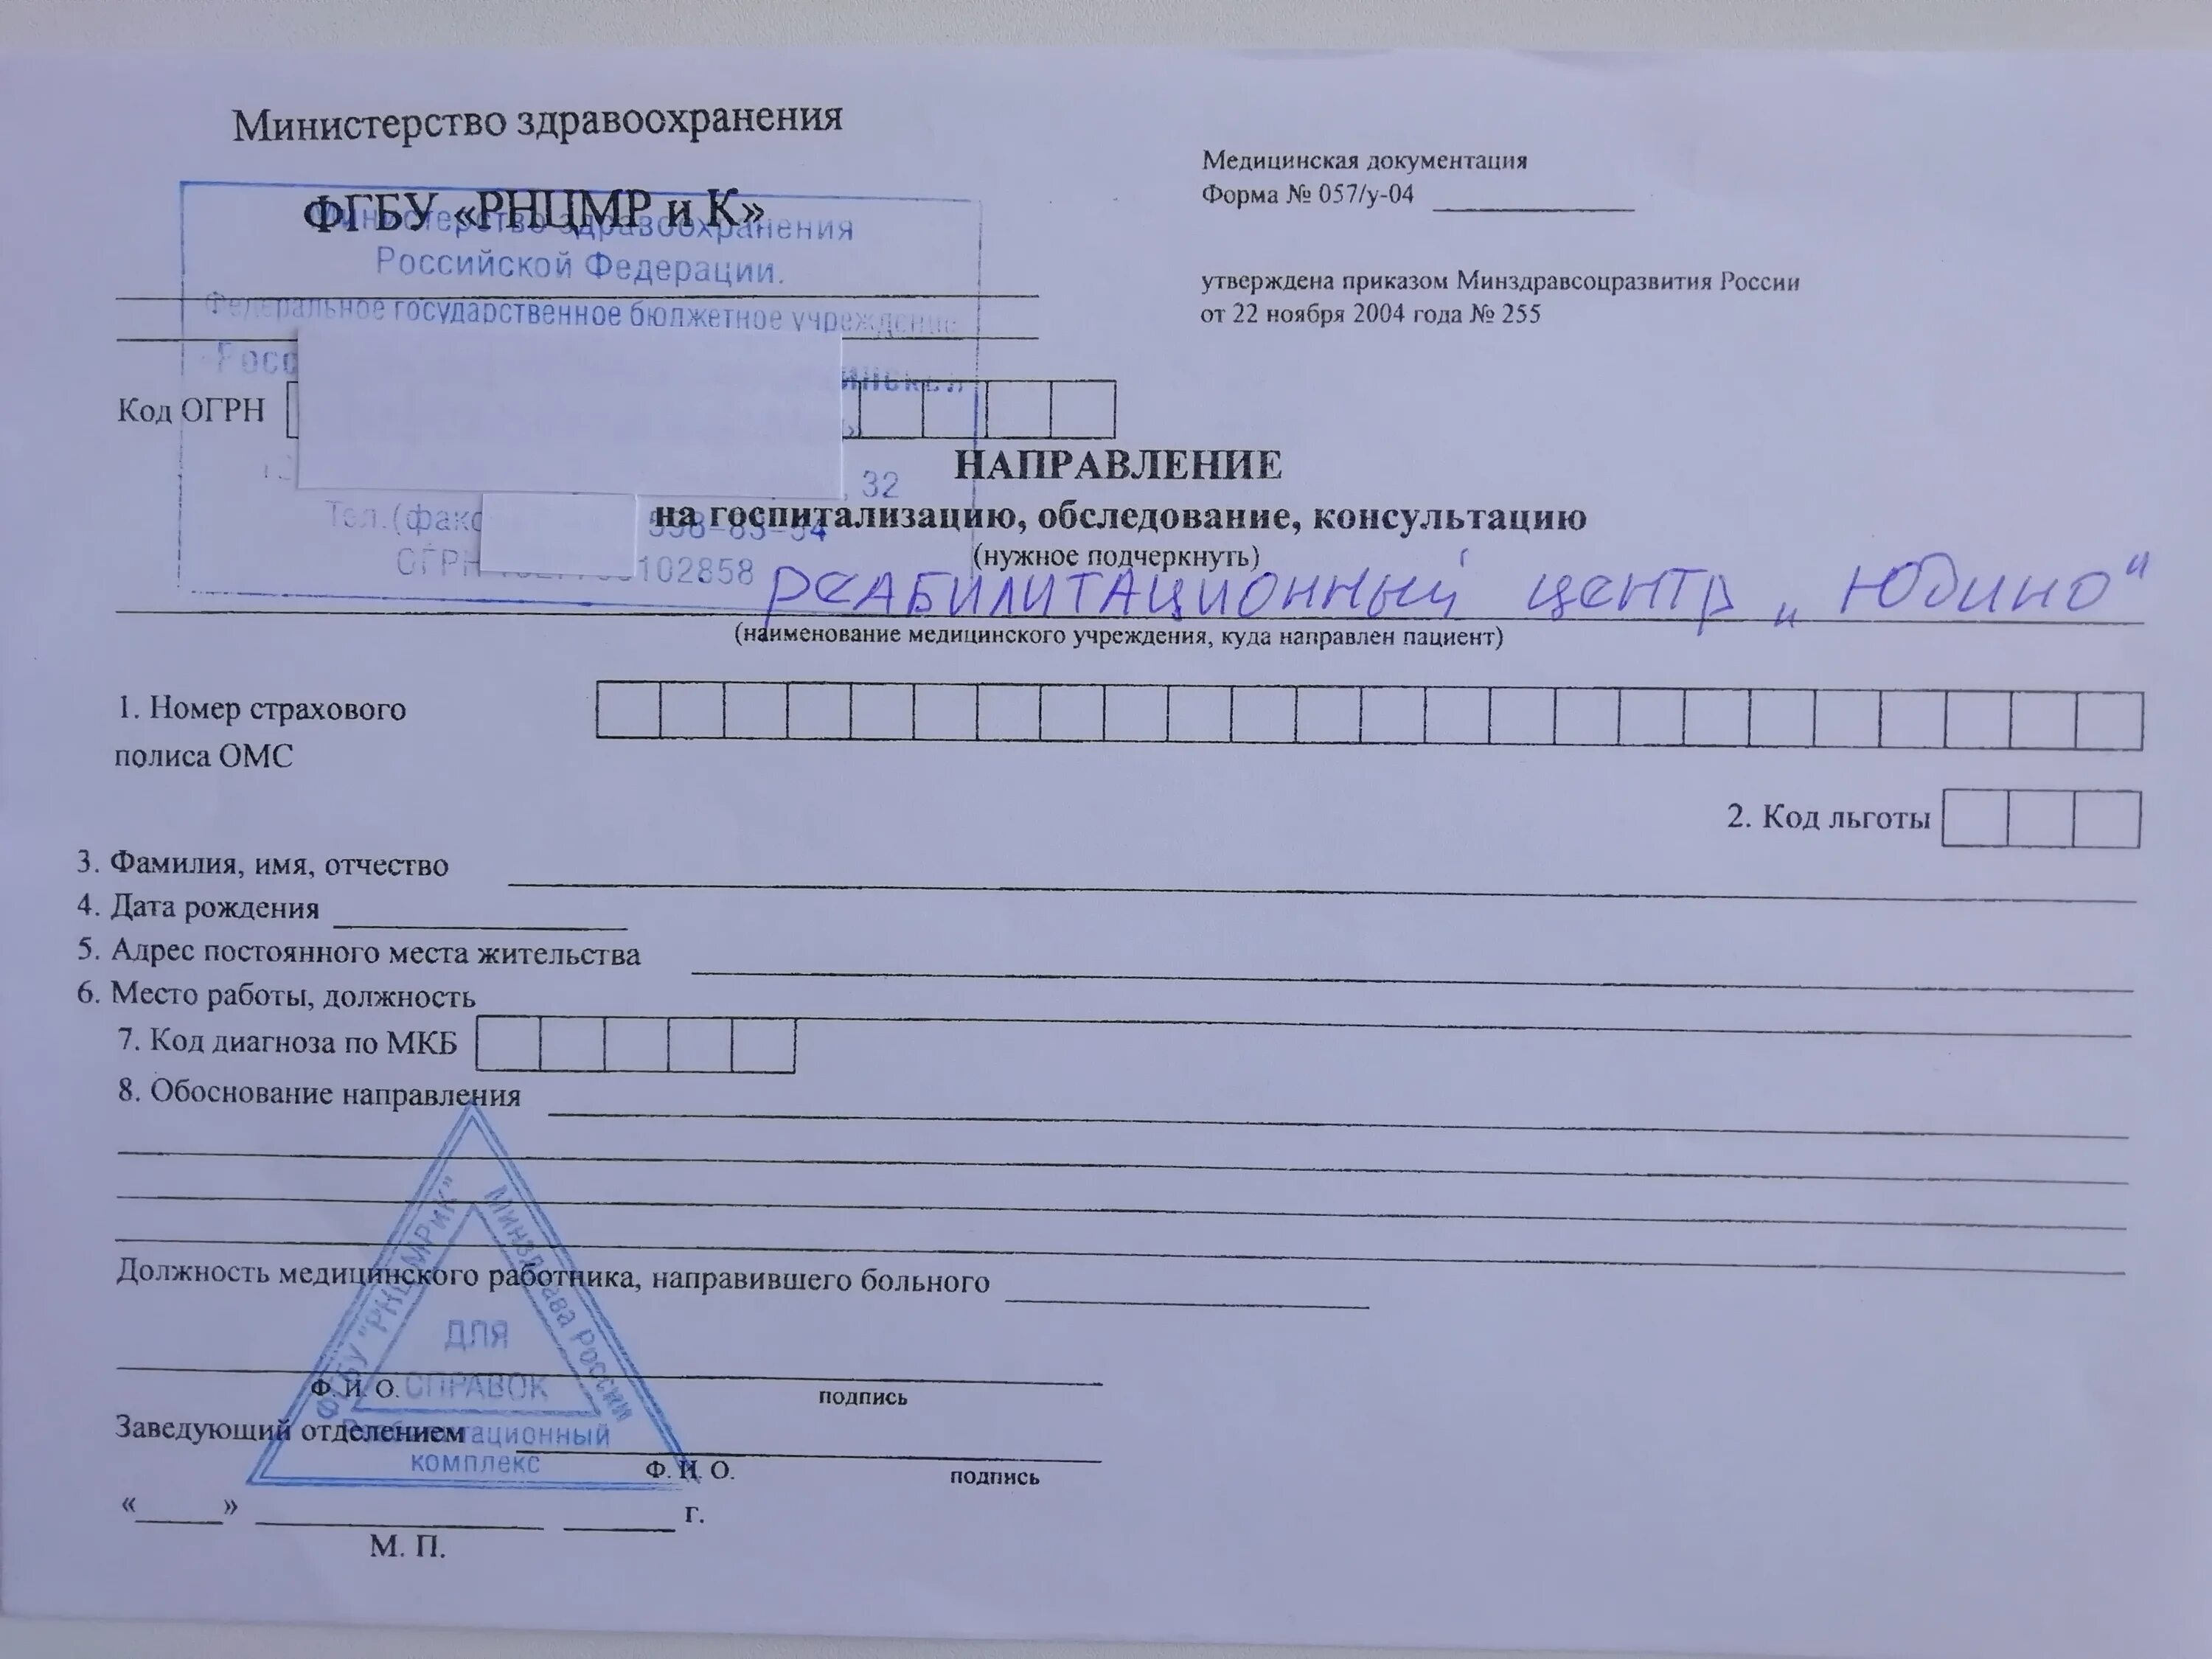 Министерство здравоохранения
ФГБУ «РНЦМР и К»
Медицинская документация
Форма № 057/у-04
утверждена приказом Минздравсоцразвития России
от 22 ноября 2004 года № 255
Министерство здравоохранения
Российской Федерации.
Федеральное государственное бюджетное учреждение
Код ОГРН
, 32
Тел.(факс
ОГРН 102858
НАПРАВЛЕНИЕ
на госпитализацию, обследование, консультацию
(нужное подчеркнуть)
РЕАБИЛИТАЦИОННЫЙ центр „Юдино“
(наименование медицинского учреждения, куда направлен пациент)
1. Номер страхового
полиса ОМС
2. Код льготы
3. Фамилия, имя, отчество
4. Дата рождения
5. Адрес постоянного места жительства
6. Место работы, должность
7. Код диагноза по МКБ
8. Обоснование направления
Должность медицинского работника, направившего больного
Ф. И. О. подпись
Заведующий отделением
Ф. И. О. подпись
« » г.
М. П.
ФГБУ "РНЦМРиК"
Минздрава России
ДЛЯ
СПРАВОК
комплекс